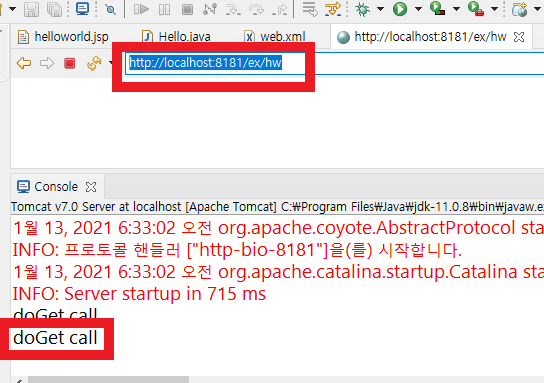 helloworld.jsp Hello.java web.xml http://localhost:8181/ex/hw
http://localhost:8181/ex/hw
Console
Tomcat v7.0 Server at localhost [Apache Tomcat] C:₩Program Files₩Java₩jdk-11.0.8₩bin₩javaw.ex
1월 13, 2021 6:33:02 오전 org.apache.coyote.AbstractProtocol sta
INFO: 프로토콜 핸들러 ["http-bio-8181"]을(를) 시작합니다.
1월 13, 2021 6:33:02 오전 org.apache.catalina.startup.Catalina sta
INFO: Server startup in 715 ms
doGet call
doGet call